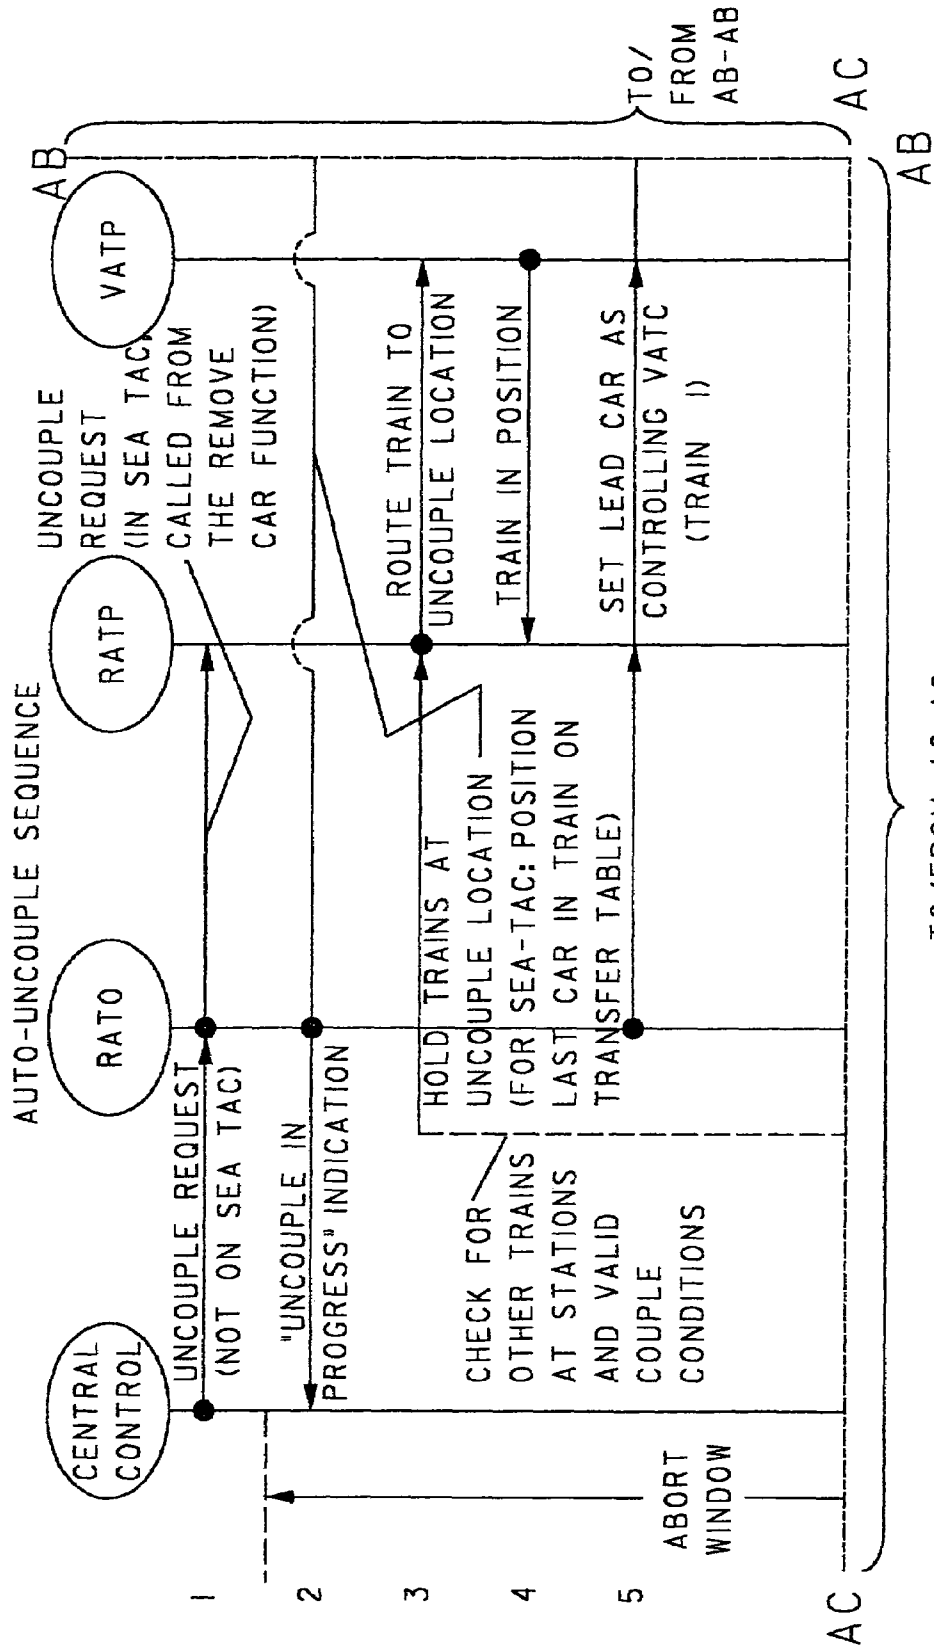 AUTO-UNCOUPLE SEQUENCE
CENTRAL
CONTROL
RATO
RATP
VATP
AB
UNCOUPLE
REQUEST
(IN SEA TAC,
CALLED FROM
THE REMOVE
CAR FUNCTION)
1
UNCOUPLE REQUEST
(NOT ON SEA TAC)
2
"UNCOUPLE IN
PROGRESS" INDICATION
3
HOLD TRAINS AT
UNCOUPLE LOCATION
(FOR SEA-TAC: POSITION
LAST CAR IN TRAIN ON
TRANSFER TABLE)
ROUTE TRAIN TO
UNCOUPLE LOCATION
CHECK FOR
OTHER TRAINS
AT STATIONS
AND VALID
COUPLE
CONDITIONS
4
TRAIN IN POSITION
5
SET LEAD CAR AS
CONTROLLING VATC
(TRAIN 1)
TO/
FROM
AB-AB
ABORT
WINDOW
AC
AC
AB